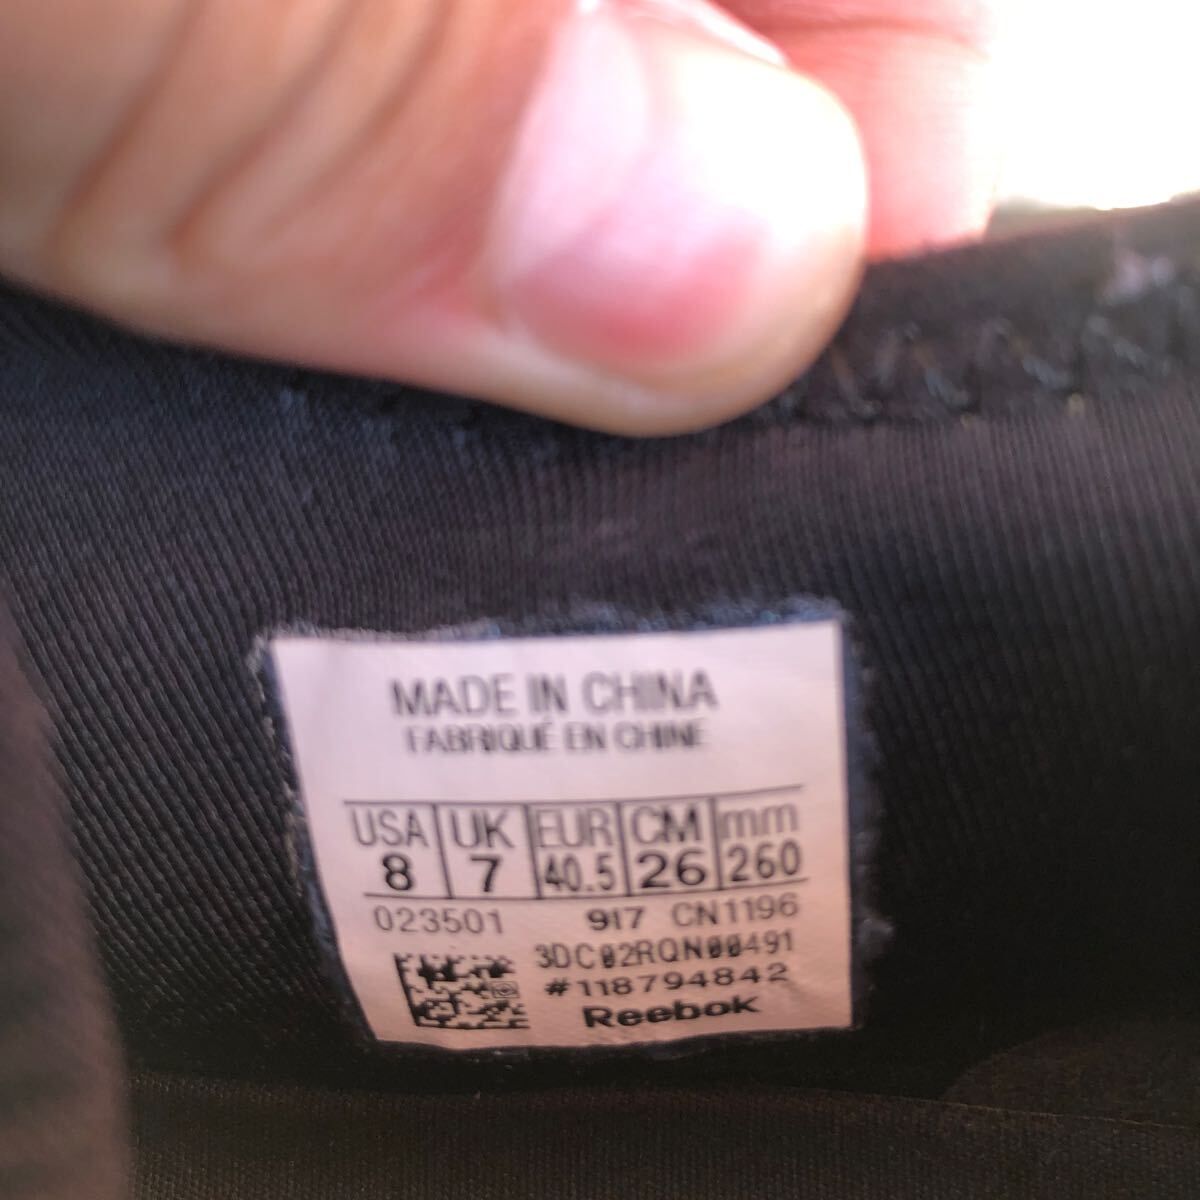 MADE IN CHINA
FABRIQUÉ EN CHINE
USA UK EUR CM mm
8 7 40.5 26 260
023501 917 CN1196
3DC02RQN00491
#118794842
Reebok